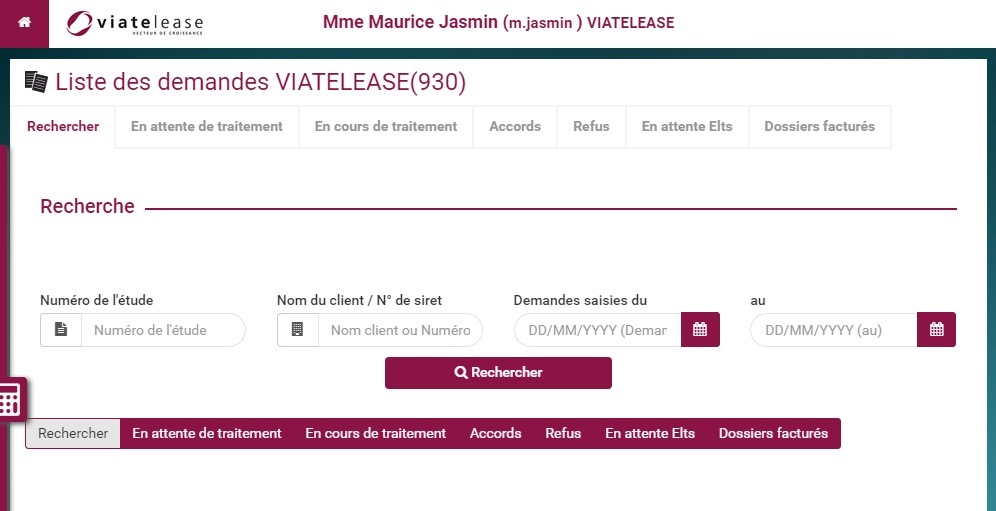 viatelease
VECTEUR DE CROISSANCE
Mme Maurice Jasmin (m.jasmin ) VIATELEASE
Liste des demandes VIATELEASE(930)
Rechercher En attente de traitement En cours de traitement Accords Refus En attente Elts Dossiers facturés
Recherche
Numéro de l'étude Nom du client / N° de siret Demandes saisies du au
Numéro de l'étude Nom client ou Numéro DD/MM/YYYY (Deman DD/MM/YYYY (au)
Rechercher
Rechercher En attente de traitement En cours de traitement Accords Refus En attente Elts Dossiers facturés